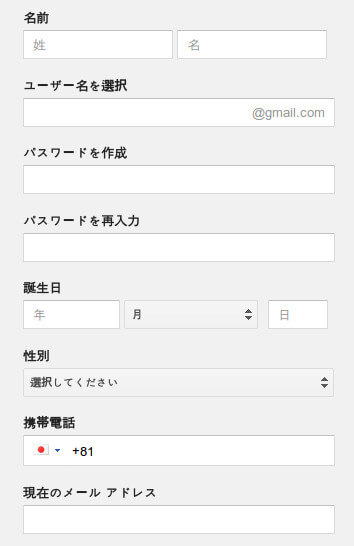 名前
姓 名
ユーザー名を選択
@gmail.com
パスワードを作成
パスワードを再入力
誕生日
年 月 日
性別
選択してください
携帯電話
+81
現在のメール アドレス